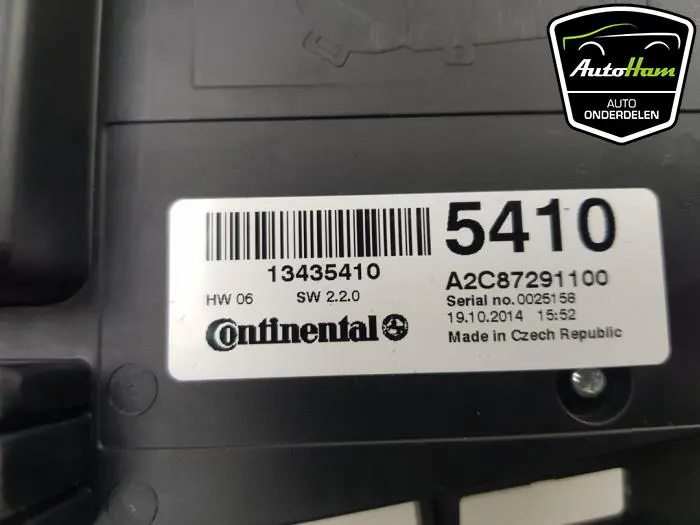 AutoHam
AUTO
ONDERDELEN
5410
13435410
HW 06 SW 2.2.0
Continental
A2C87291100
Serial no. 0025158
19.10.2014 15:52
Made in Czech Republic